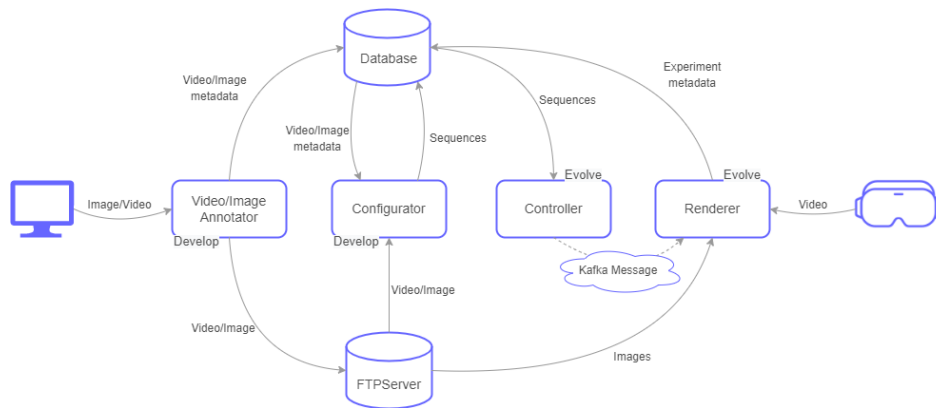 Database
Experiment
metadata
Video/Image
metadata
Sequences
Video/Image
metadata
Sequences
Evolve
Evolve
Image/Video
Video/Image
Annotator
Configurator
Controller
Renderer
Video
Develop
Develop
Kafka Message
Video/Image
Video/Image
Images
FTPServer